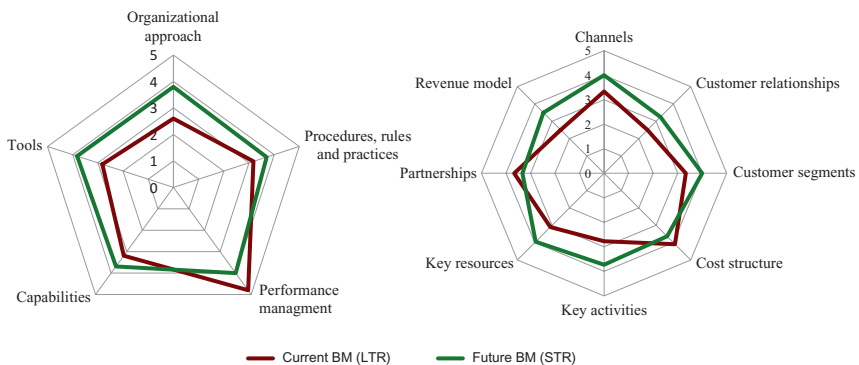 Organizational
approach
5
4
3
2
1
0
Procedures, rules
and practices
Performance
managment
Capabilities
Tools
Channels
5
4
3
2
1
0
Customer relationships
Customer segments
Cost structure
Key activities
Key resources
Partnerships
Revenue model
Current BM (LTR)
Future BM (STR)